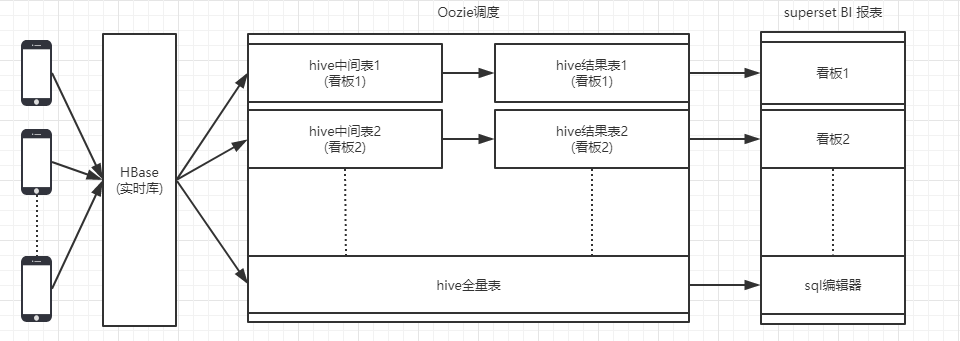 Oozie调度
superset BI 报表
hive中间表1
(看板1)
hive结果表1
(看板1)
看板1
hive中间表2
(看板2)
hive结果表2
(看板2)
看板2
HBase
(实时库)
hive全量表
sql编辑器